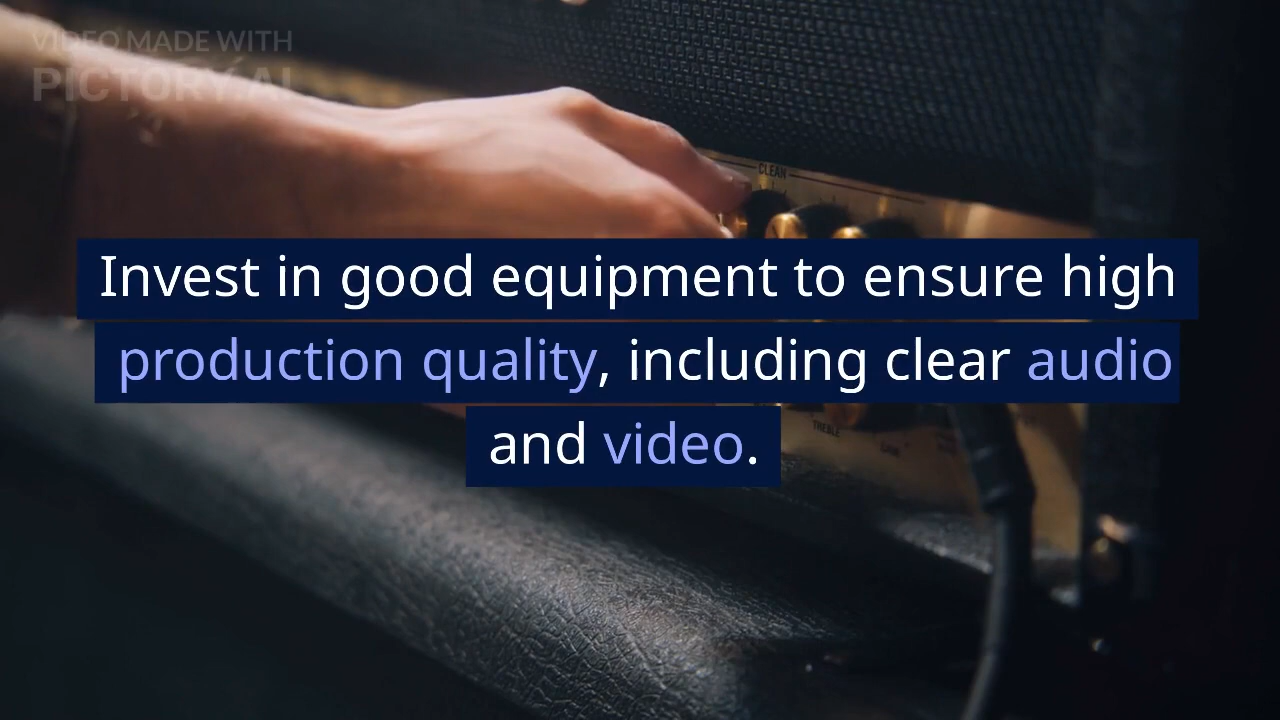 VIDEO MADE WITH
PICTORY.AI
CLEAN
Invest in good equipment to ensure high
production quality, including clear audio
and video.
TREBLE